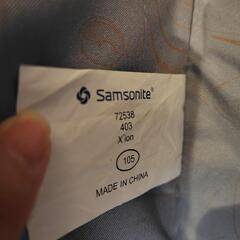 Samsonite®
72538
403
X'ion
105
MADE IN CHINA